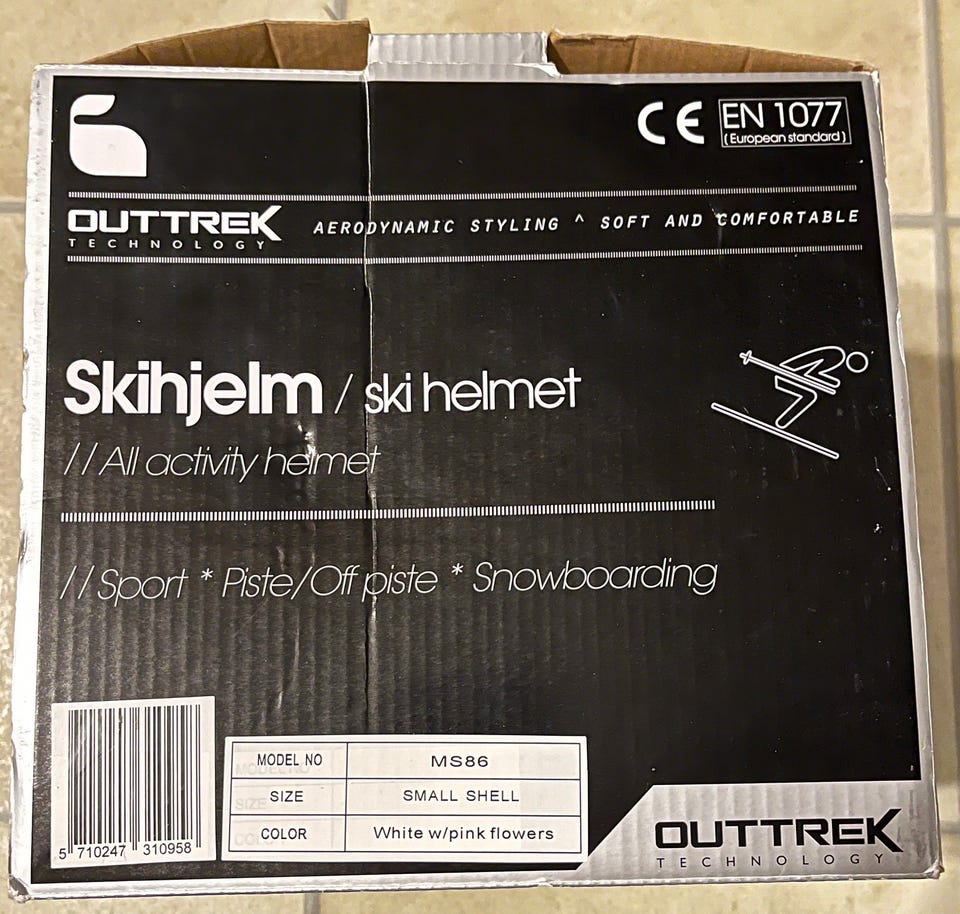 CE EN 1077
(European standard)
OUTTREK AERODYNAMIC STYLING ^ SOFT AND COMFORTABLE
TECHNOLOGY
Skihjelm / ski helmet
//All activity helmet
//Sport * Piste/Off piste * Snowboarding
MODEL NO MS86
SIZE SMALL SHELL
COLOR White w/pink flowers
5 710247 310958
OUTTREK
TECHNOLOGY